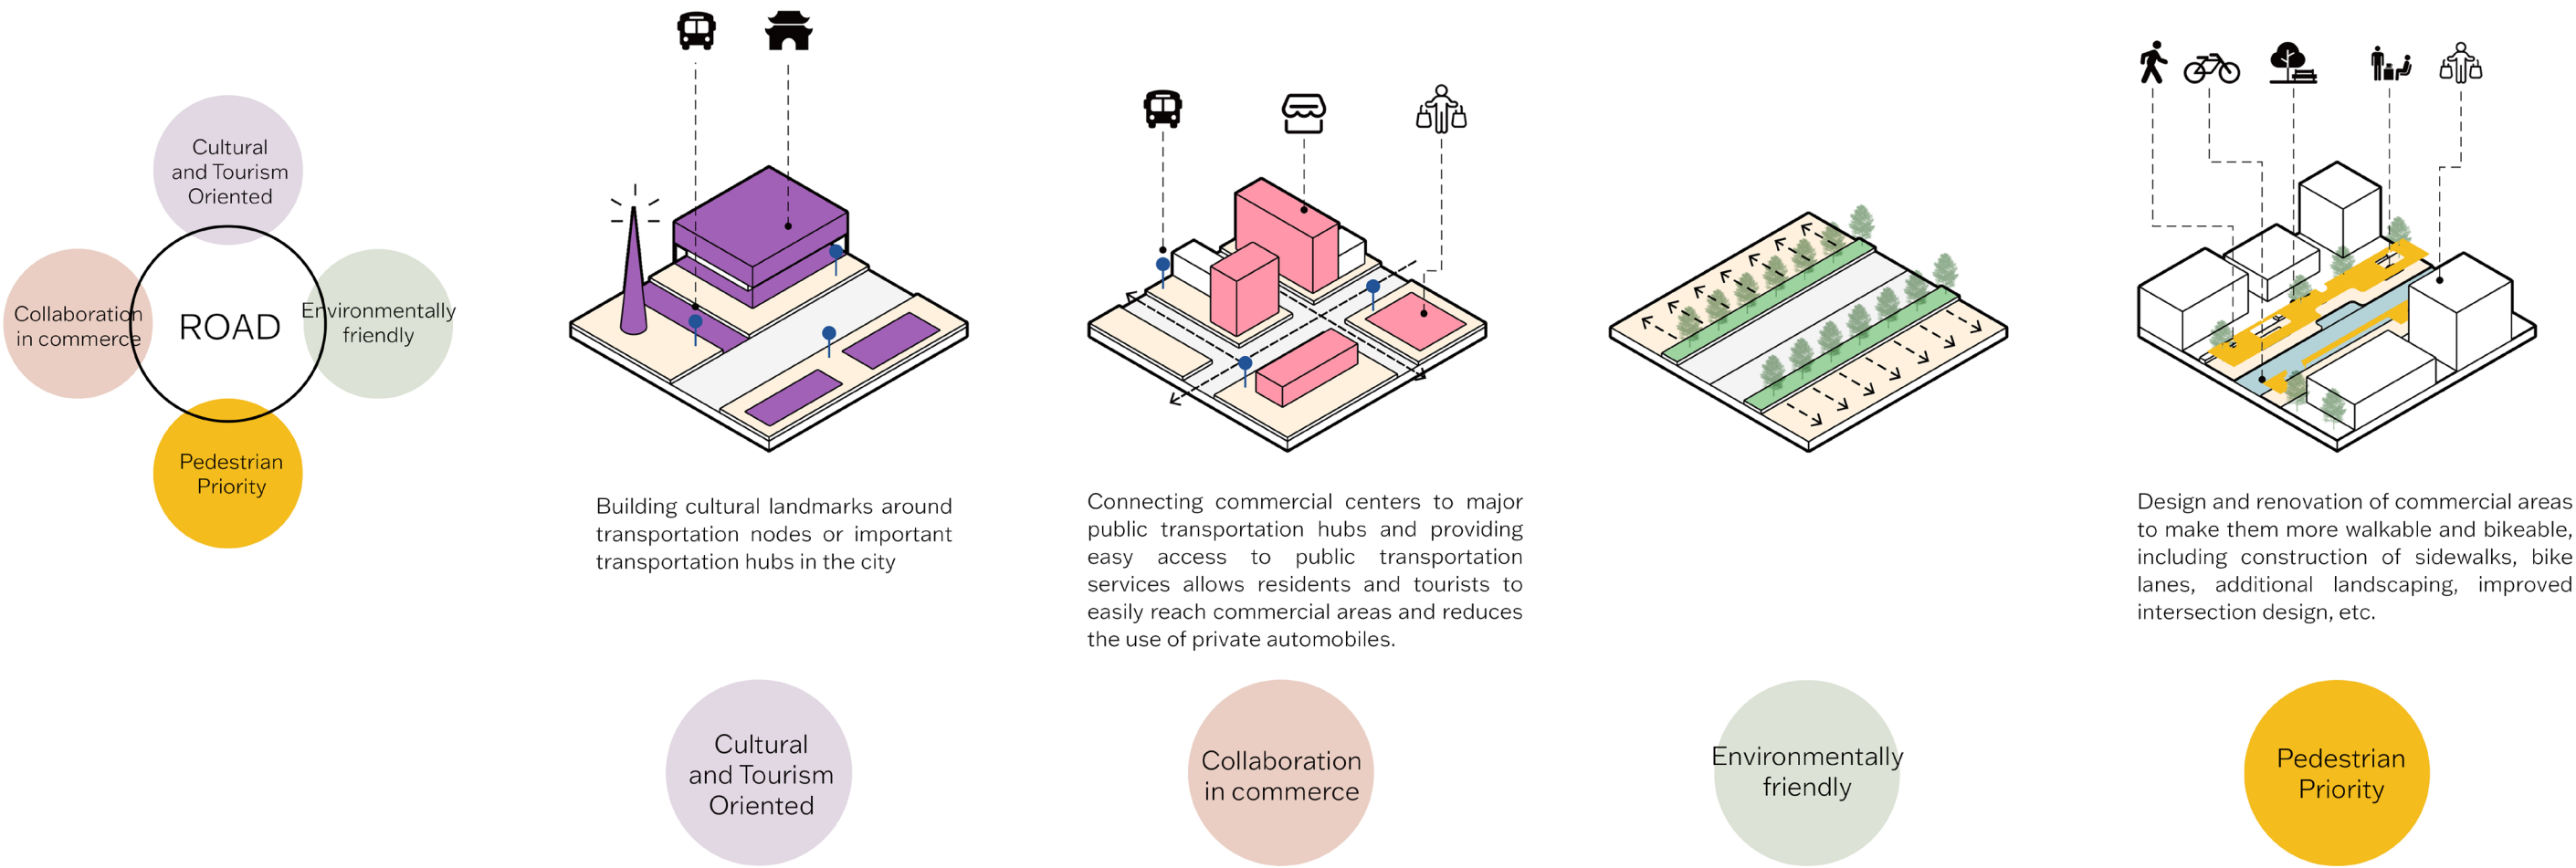 Cultural
and Tourism
Oriented
Collaboration
in commerce
ROAD
Environmentally
friendly
Pedestrian
Priority
Building cultural landmarks around
transportation nodes or important
transportation hubs in the city
Connecting commercial centers to major
public transportation hubs and providing
easy access to public transportation
services allows residents and tourists to
easily reach commercial areas and reduces
the use of private automobiles.
Design and renovation of commercial areas
to make them more walkable and bikeable,
including construction of sidewalks, bike
lanes, additional landscaping, improved
intersection design, etc.
Cultural
and Tourism
Oriented
Collaboration
in commerce
Environmentally
friendly
Pedestrian
Priority